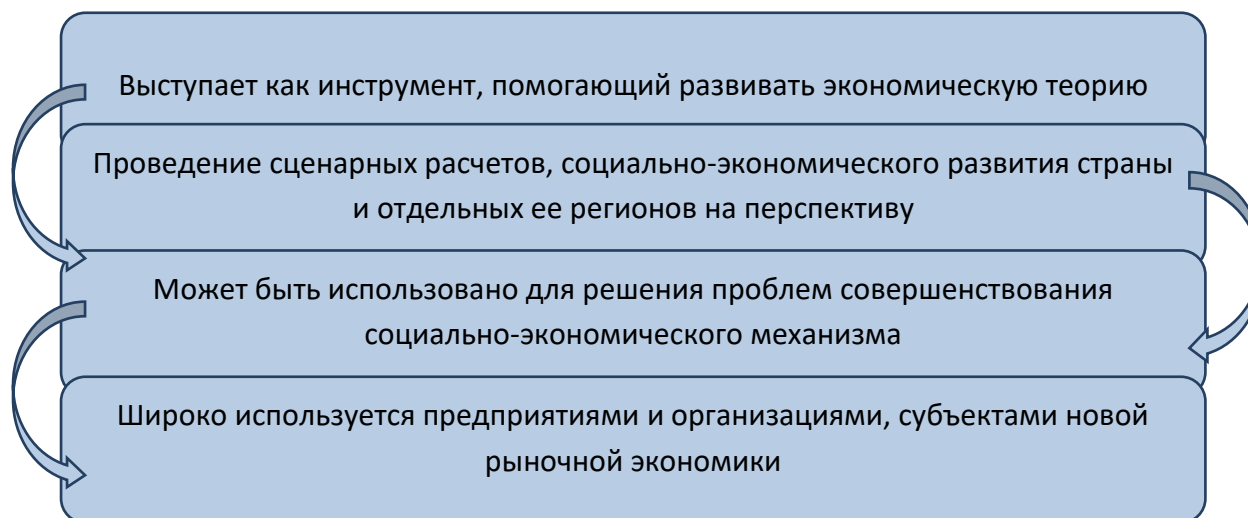 Выступает как инструмент, помогающий развивать экономическую теорию
Проведение сценарных расчетов, социально-экономического развития страны
и отдельных ее регионов на перспективу
Может быть использовано для решения проблем совершенствования
социально-экономического механизма
Широко используется предприятиями и организациями, субъектами новой
рыночной экономики